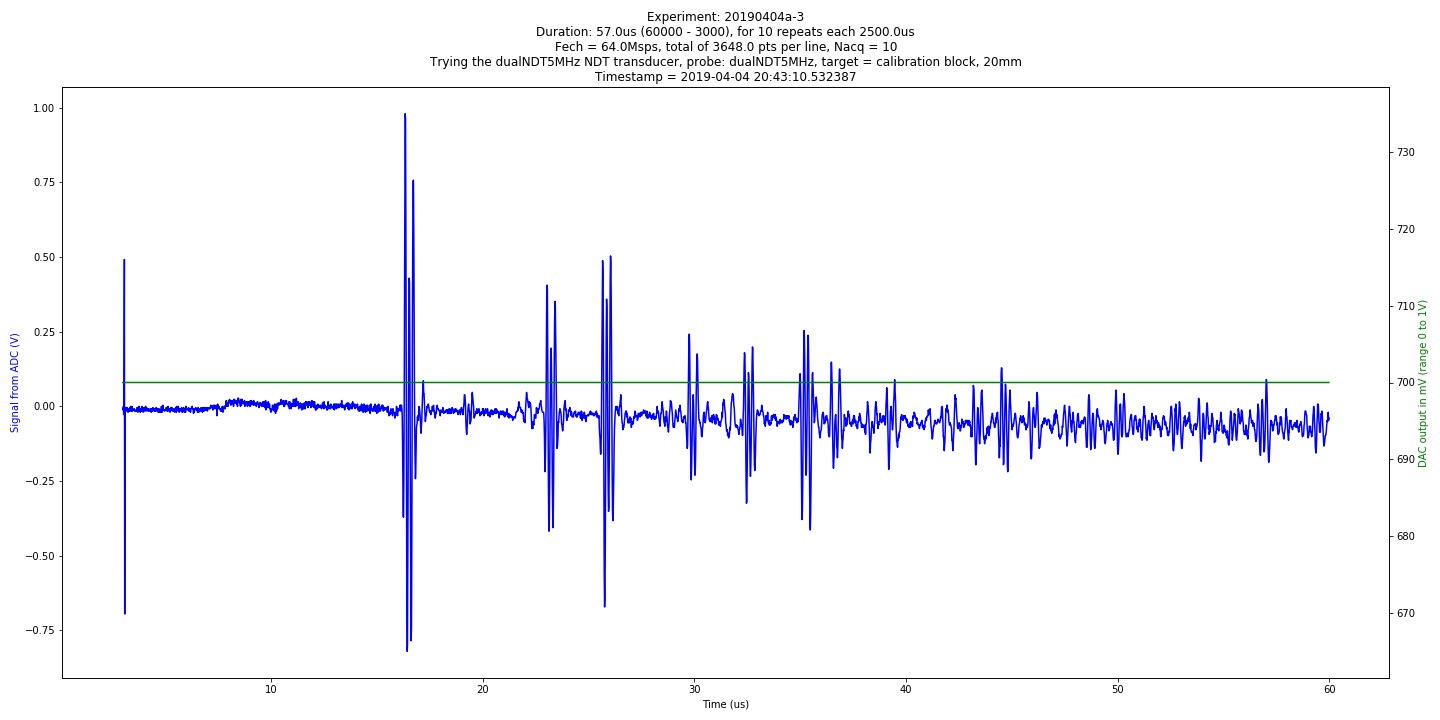 Experiment: 20190404a-3
Duration: 57.0us (60000 - 3000), for 10 repeats each 2500.0us
Fech = 64.0Msps, total of 3648.0 pts per line, Nacq = 10
Trying the dualNDT5MHz NDT transducer, probe: dualNDT5MHz, target = calibration block, 20mm
Timestamp = 2019-04-04 20:43:10.532387
Signal from ADC (V)
1.00
0.75
0.50
0.25
0.00
−0.25
−0.50
−0.75
10
20
30
40
50
60
Time (us)
730
720
710
700
690
680
670
DAC output in mV (range 0 to 1V)